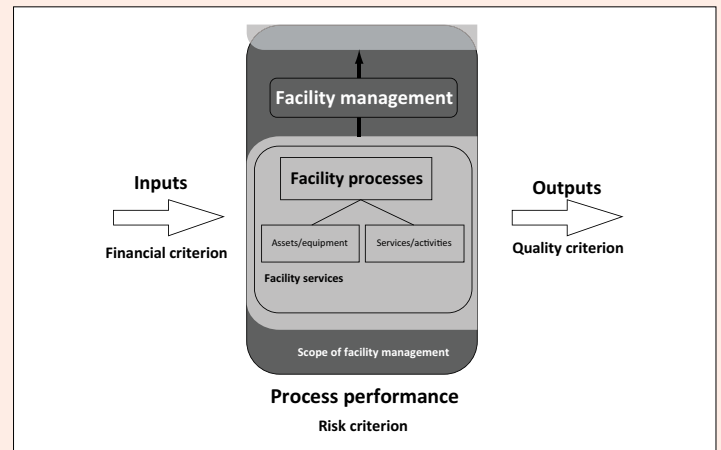 Facility management
Inputs
Financial criterion
Facility processes
Assets/equipment
Services/activities
Facility services
Outputs
Quality criterion
Scope of facility management
Process performance
Risk criterion